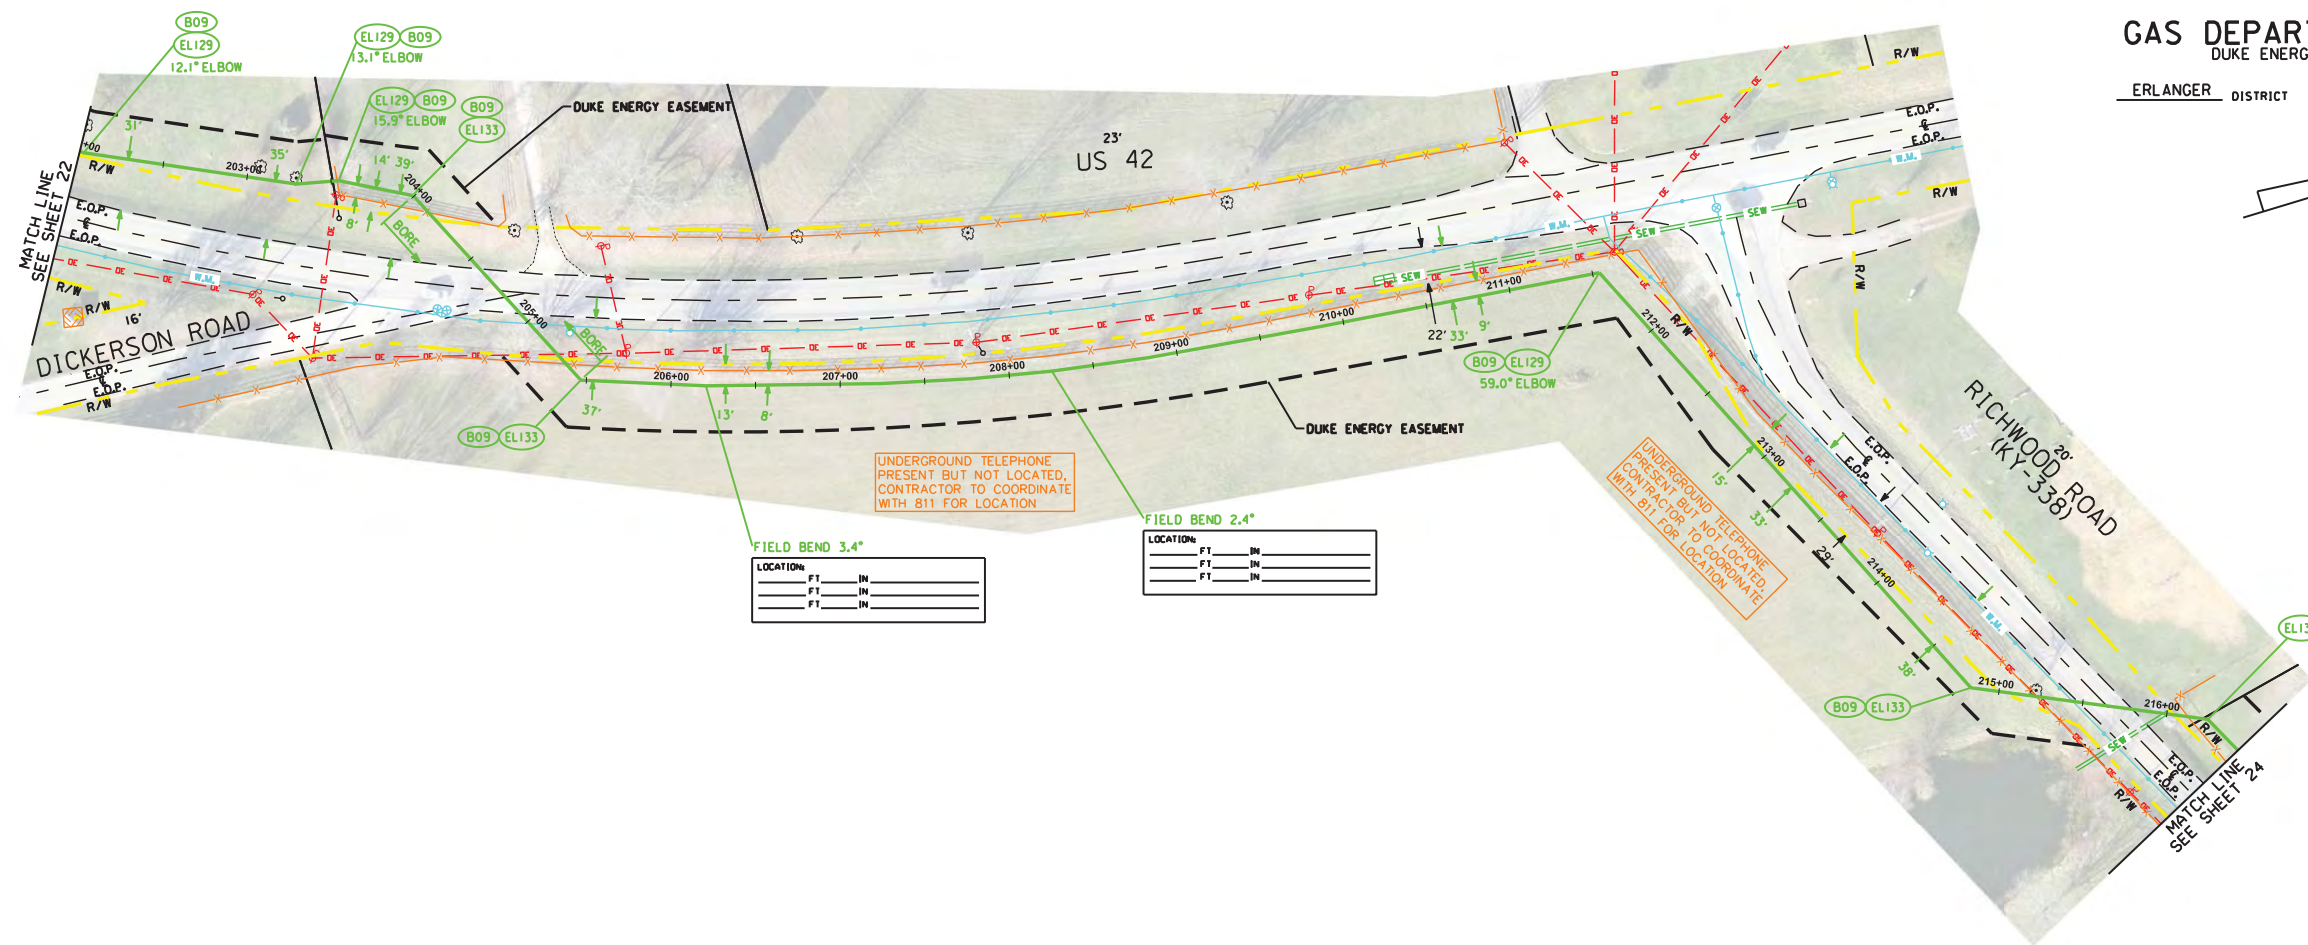 GAS DEPAR
DUKE ENERG
ERLANGER DISTRICT
B09
EL129
12.1° ELBOW
EL129 B09
13.1° ELBOW
EL129 B09
15.9° ELBOW
B09
EL133
DUKE ENERGY EASEMENT
23'
US 42
R/W
E.O.P.
E.O.P.
W.M.
R/W
R/W
31'
+00
R/W
203+00
35'
14'
39'
204+00
8'
BORE
MATCH LINE
SEE SHEET 22
E.O.P.
E.O.P.
OE
W.M.
R/W
R/W
16'
DICKERSON ROAD
E.O.P.
E.O.P.
R/W
205+00
BORE
206+00
207+00
208+00
209+00
210+00
211+00
37'
13'
8'
22'
33'
9'
SEW
SEW
SEW
W.M.
B09 EL133
B09 EL129
59.0° ELBOW
DUKE ENERGY EASEMENT
UNDERGROUND TELEPHONE
PRESENT BUT NOT LOCATED,
CONTRACTOR TO COORDINATE
WITH 811 FOR LOCATION
FIELD BEND 3.4°
LOCATION:
FT IN
FT IN
FT IN
FIELD BEND 2.4°
LOCATION:
FT IN
FT IN
FT IN
212+00
R/W
213+00
15'
33'
29'
214+00
38'
UNDERGROUND TELEPHONE
PRESENT BUT NOT LOCATED,
CONTRACTOR TO COORDINATE
WITH 811 FOR LOCATION
E.O.P.
E.O.P.
RICHWOOD ROAD
(KY-338)
20'
W.M.
B09 EL133
215+00
216+00
EL13
SEW
R/W
E.O.P.
E.O.P.
R/W
MATCH LINE
SEE SHEET 24